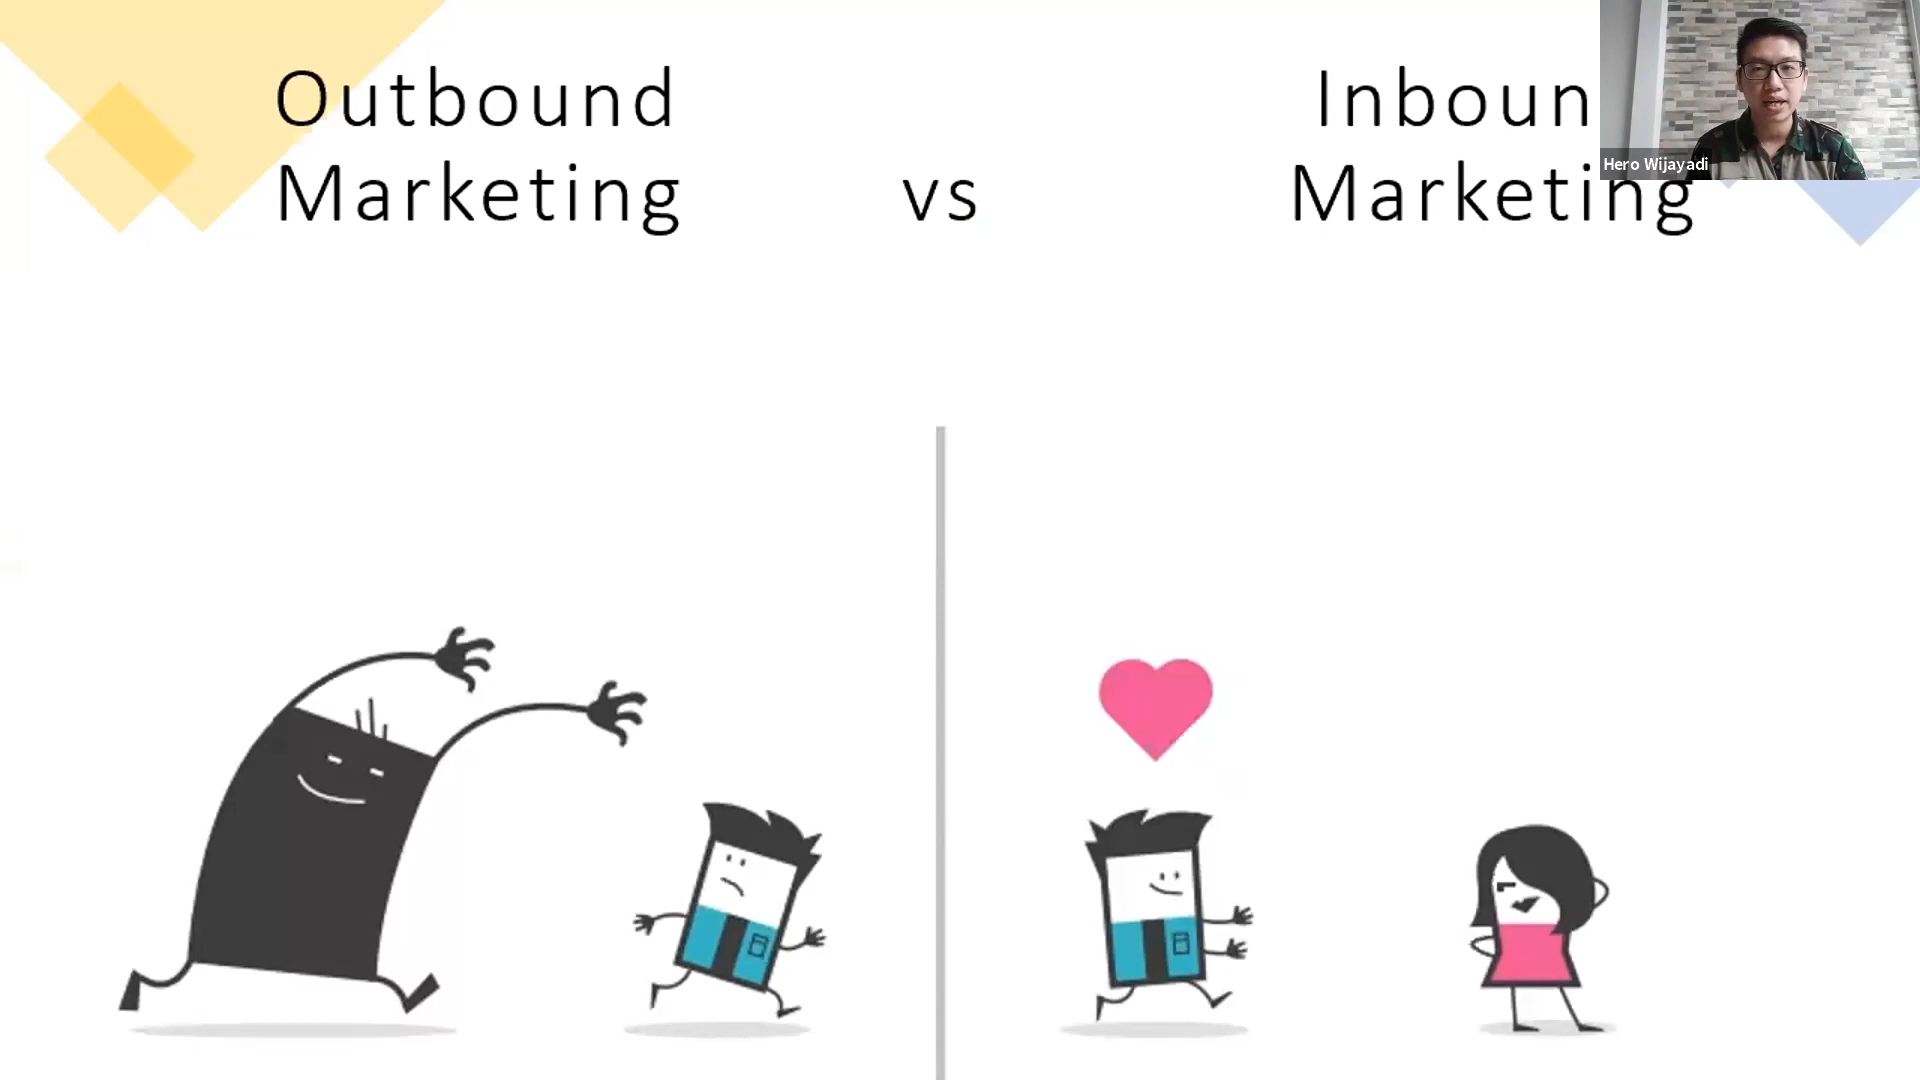 Outbound
Marketing
vs
Inboun
Marketing
Hero Wijayadi